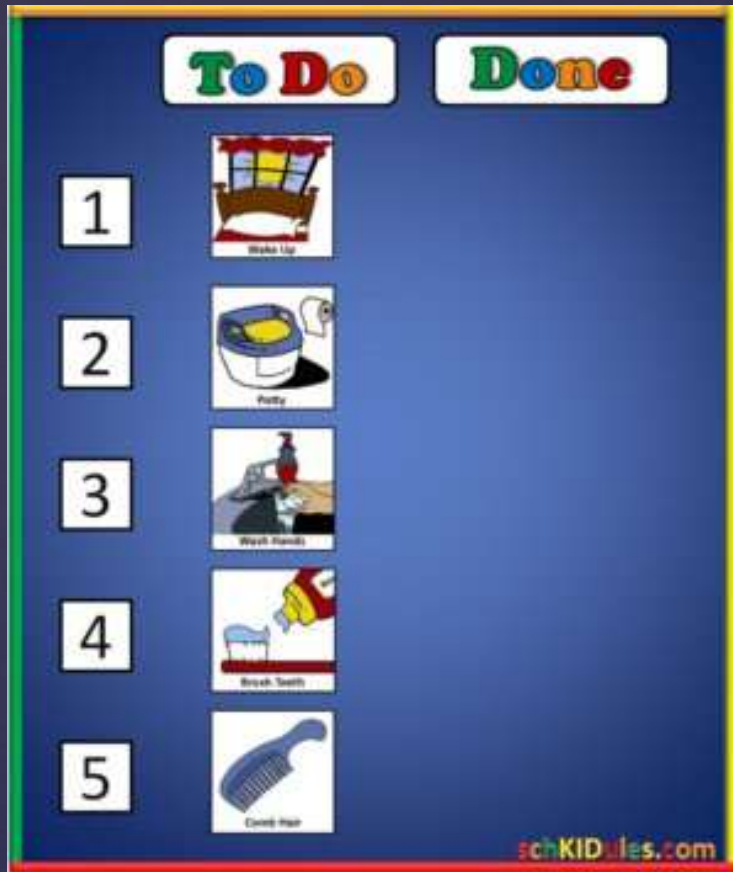 To Do
Done
1
Wake Up
2
Potty
3
Wash Hands
4
Brush Teeth
5
Comb Hair
schKIDules.com